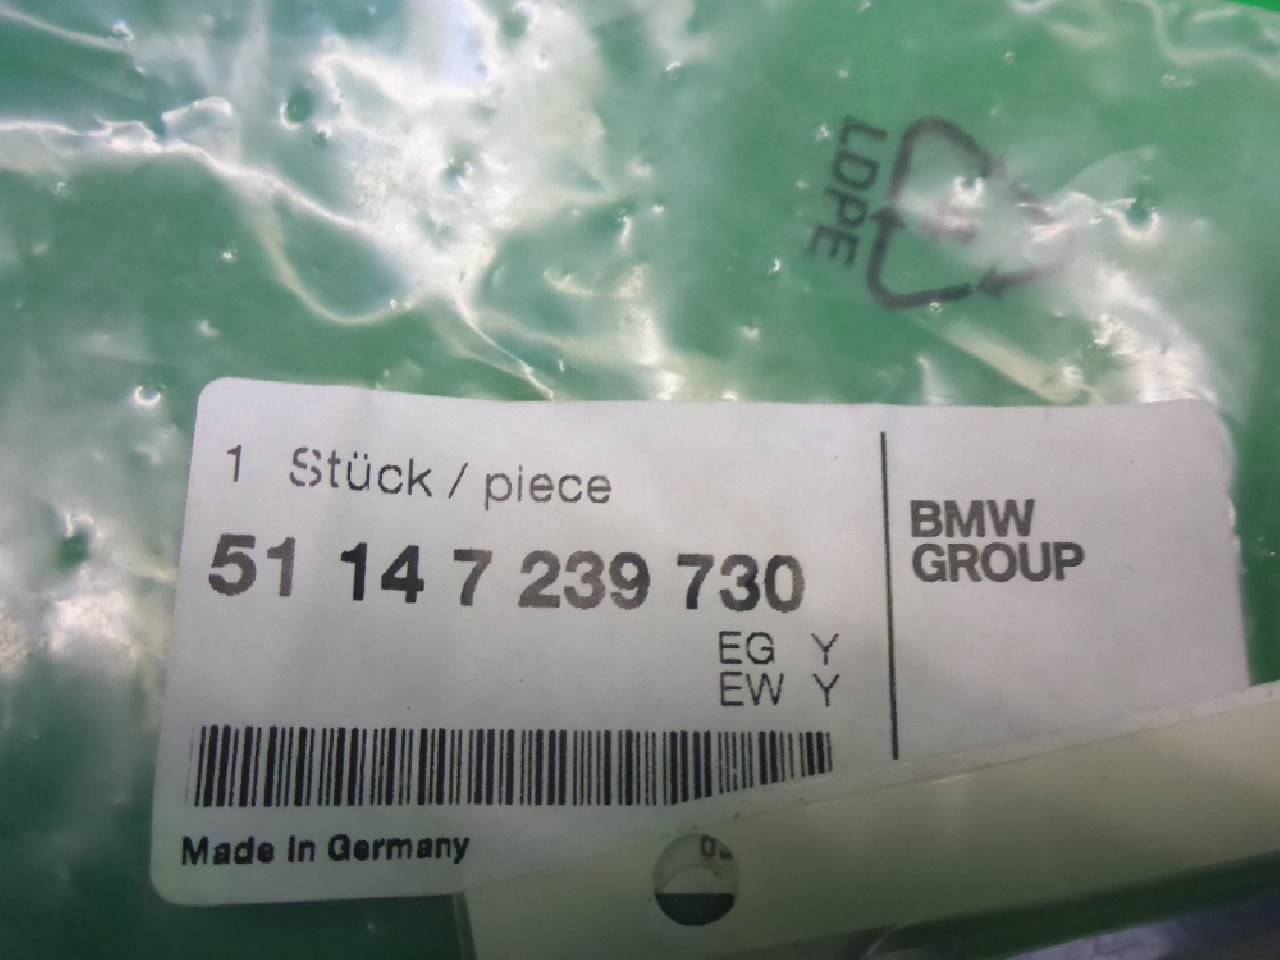 LDPE
1 Stück / piece
51 14 7 239 730
EG Y
EW Y
BMW
GROUP
Made in Germany